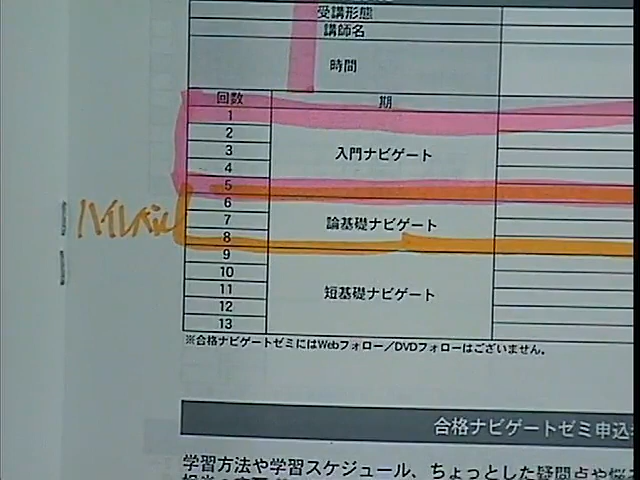 受講形態
講師名
時間
回数 期
1
2
3 入門ナビゲート
4
5
6
7 論基礎ナビゲート
8
9
10
11 短基礎ナビゲート
12
13
ハイレベル
※合格ナビゲートゼミにはWebフォロー／DVDフォローはございません。
合格ナビゲートゼミ申込
学習方法や学習スケジュール、ちょっとした疑問点や悩